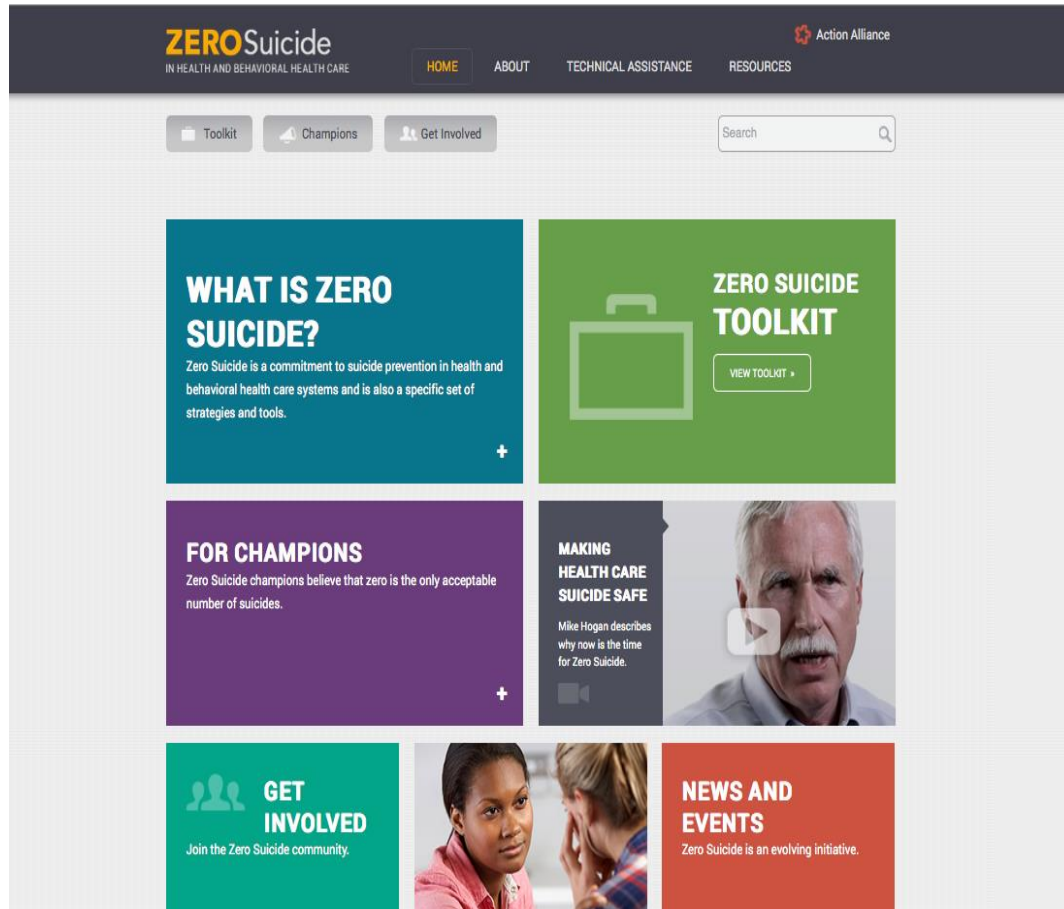 ZEROSuicide
IN HEALTH AND BEHAVIORAL HEALTH CARE
Action Alliance
HOME ABOUT TECHNICAL ASSISTANCE RESOURCES
Toolkit Champions Get Involved
Search
WHAT IS ZERO
SUICIDE?
Zero Suicide is a commitment to suicide prevention in health and
behavioral health care systems and is also a specific set of
strategies and tools.
+
ZERO SUICIDE
TOOLKIT
VIEW TOOLKIT »
FOR CHAMPIONS
Zero Suicide champions believe that zero is the only acceptable
number of suicides.
+
MAKING
HEALTH CARE
SUICIDE SAFE
Mike Hogan describes
why now is the time
for Zero Suicide.
GET
INVOLVED
Join the Zero Suicide community.
NEWS AND
EVENTS
Zero Suicide is an evolving initiative.